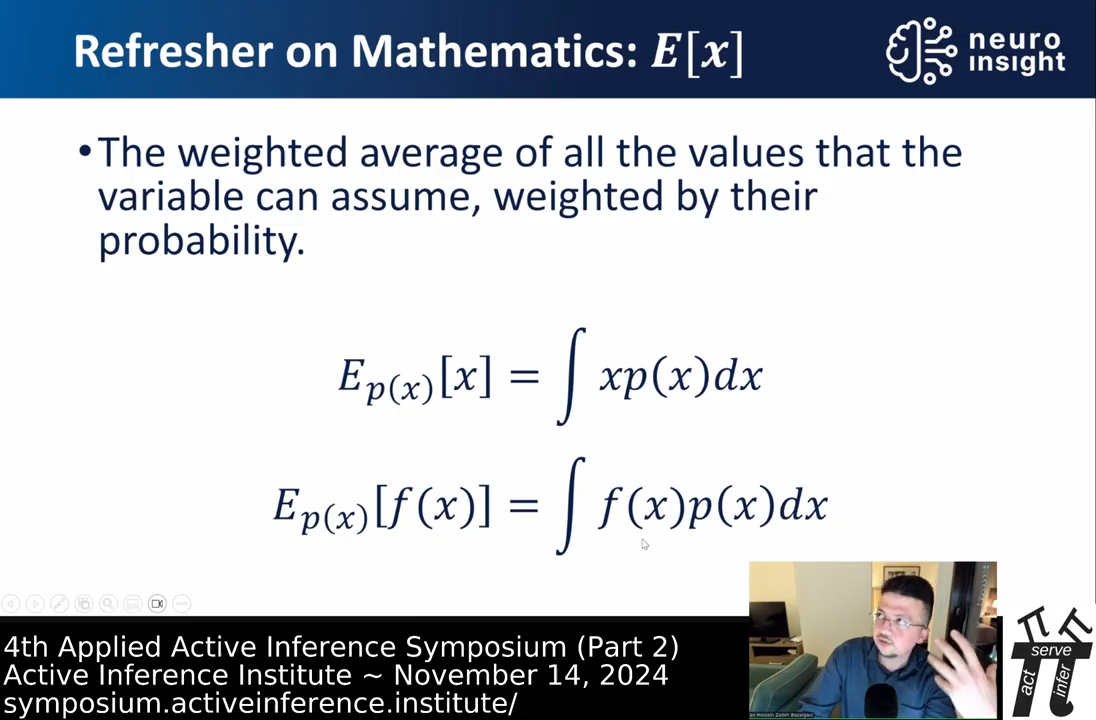 Refresher on Mathematics: E[x]
neuro
insight
•The weighted average of all the values that the
variable can assume, weighted by their
probability.
E_{p(x)}[x] = ∫ xp(x)dx
E_{p(x)}[f(x)] = ∫ f(x)p(x)dx
4th Applied Active Inference Symposium (Part 2)
Active Inference Institute ~ November 14, 2024
symposium.activeinference.institute/
serve
act
infer